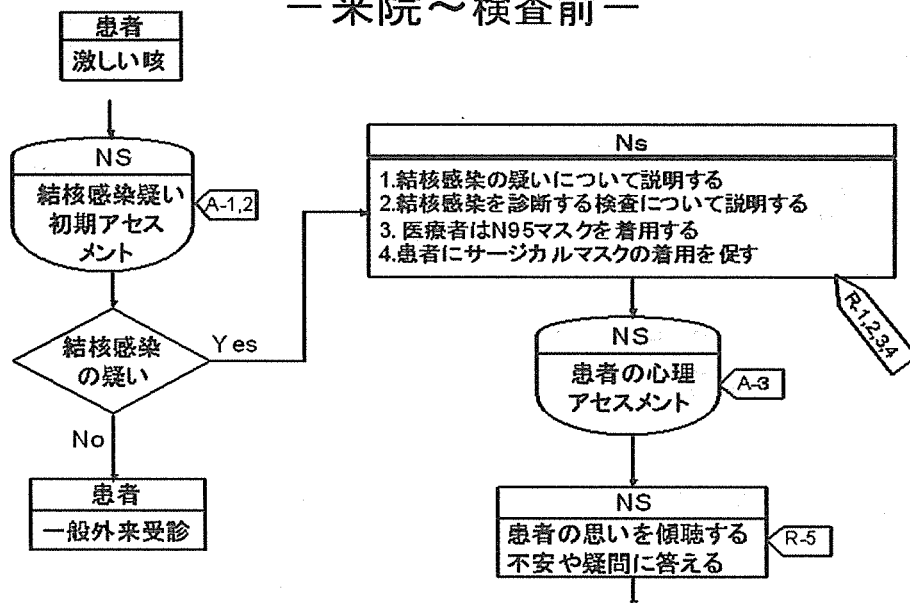 －来院～検査前－
患者
激しい咳
NS
結核感染疑い
初期アセス
メント
A-1,2
結核感染
の疑い
Yes
No
患者
一般外来受診
Ns
1.結核感染の疑いについて説明する
2.結核感染を診断する検査について説明する
3. 医療者はN95マスクを着用する
4.患者にサージカルマスクの着用を促す
R-1,2,3,4
NS
患者の心理
アセスメント
A-3
NS
患者の思いを傾聴する
不安や疑問に答える
R-5